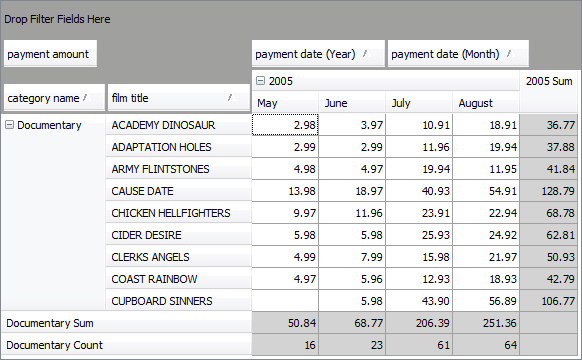 Drop Filter Fields Here
payment amount payment date (Year) payment date (Month)
category name film title 2005 2005 Sum
May June July August
Documentary ACADEMY DINOSAUR 2.98 3.97 10.91 18.91 36.77
ADAPTATION HOLES 2.99 2.99 11.96 19.94 37.88
ARMY FLINTSTONES 4.98 4.97 19.94 11.95 41.84
CAUSE DATE 13.98 18.97 40.93 54.91 128.79
CHICKEN HELLFIGHTERS 9.97 11.96 23.91 22.94 68.78
CIDER DESIRE 5.98 5.98 25.93 24.92 62.81
CLERKS ANGELS 4.99 7.99 15.98 21.97 50.93
COAST RAINBOW 4.97 5.96 12.93 18.93 42.79
CUPBOARD SINNERS 5.98 43.90 56.89 106.77
Documentary Sum 50.84 68.77 206.39 251.36
Documentary Count 16 23 61 64